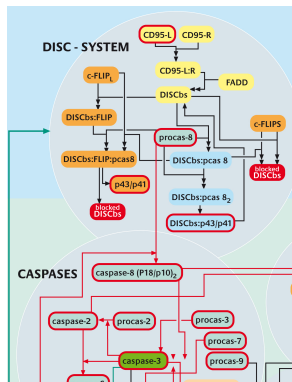 CD95-L
CD95-R
DISC - SYSTEM
c-FLIPL
CD95-L:R
FADD
DISCbs
DISCbs:FLIP
c-FLIPS
procas-8
DISCbs:FLIP:pcas8
DISCbs:pcas 8
blocked
DISCbs
p43/p41
DISCbs:pcas 82
blocked
DISCbs
DISCbs:p43/p41
CASPASES
caspase-8 (P18/p10)2
caspase-2
procas-2
procas-3
procas-7
caspase-3
procas-9